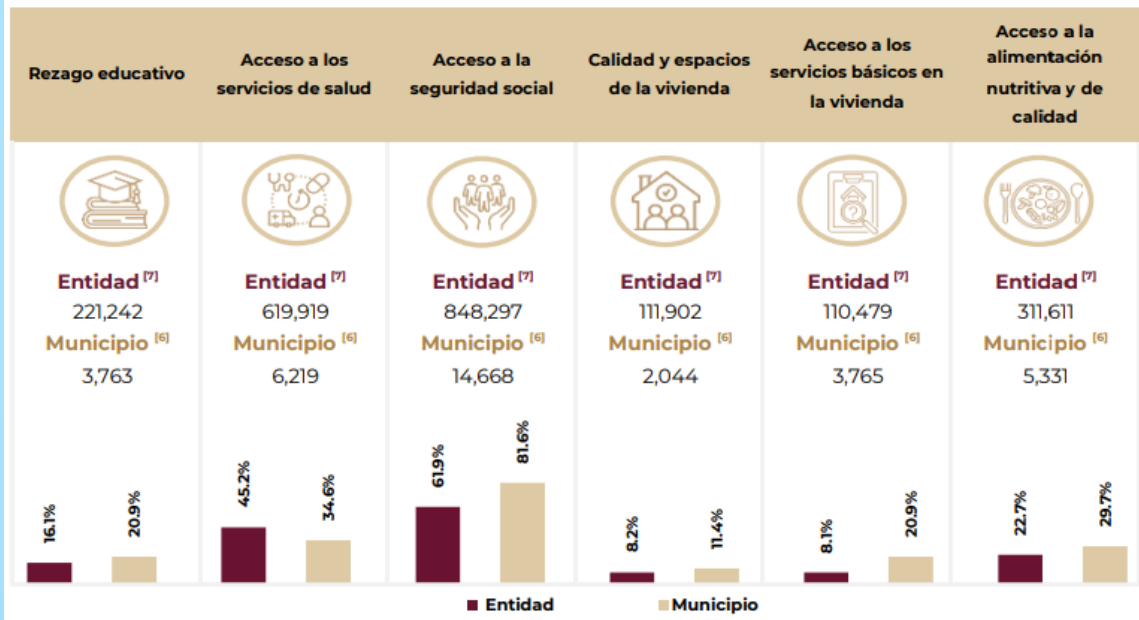 Rezago educativo
Acceso a los
servicios de salud
Acceso a la
seguridad social
Calidad y espacios
de la vivienda
Acceso a los
servicios básicos en
la vivienda
Acceso a la
alimentación
nutritiva y de
calidad
Entidad [7]
221,242
Municipio [6]
3,763
Entidad [7]
619,919
Municipio [6]
6,219
Entidad [7]
848,297
Municipio [6]
14,668
Entidad [7]
111,902
Municipio [6]
2,044
Entidad [7]
110,479
Municipio [6]
3,765
Entidad [7]
311,611
Municipio [6]
5,331
16.1%
20.9%
45.2%
34.6%
61.9%
81.6%
8.2%
11.4%
8.1%
20.9%
22.7%
29.7%
Entidad
Municipio